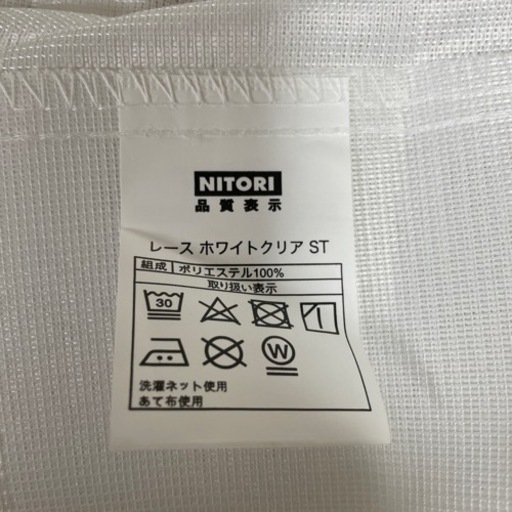 NITORI
品質表示
レース ホワイトクリア ST
組成 ポリエステル100%
取り扱い表示
30
W
洗濯ネット使用
あて布使用